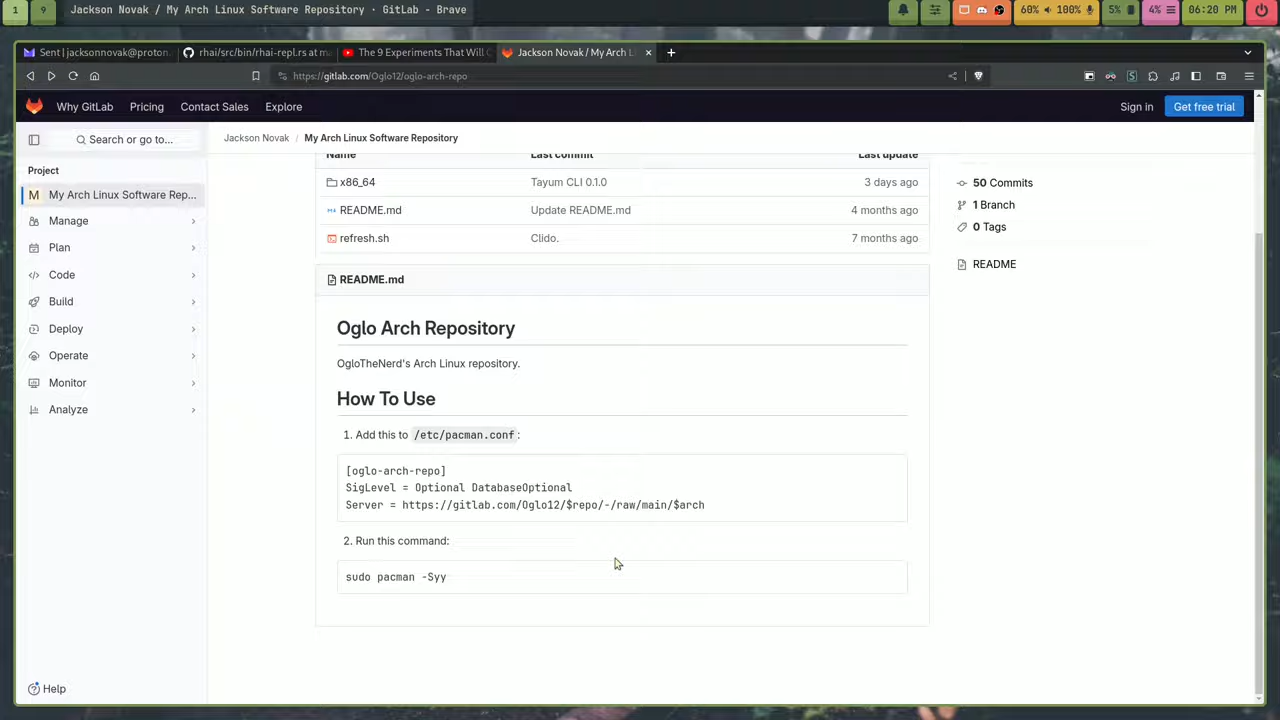 1
9
Jackson Novak / My Arch Linux Software Repository · GitLab - Brave
60%
100%
5%
4%
06:20 PM
Sent | jacksonnovak@proton.
rhai/src/bin/rhai-repl.rs at ma
The 9 Experiments That Will C
Jackson Novak / My Arch Li
https://gitlab.com/Oglo12/oglo-arch-repo
Why GitLab
Pricing
Contact Sales
Explore
Sign in
Get free trial
Search or go to...
Jackson Novak / My Arch Linux Software Repository
Project
M My Arch Linux Software Rep...
Manage
Plan
Code
Build
Deploy
Operate
Monitor
Analyze
Help
Name Last commit Last update
x86_64 Tayum CLI 0.1.0 3 days ago
README.md Update README.md 4 months ago
refresh.sh Clido. 7 months ago
README.md
Oglo Arch Repository
OgloTheNerd's Arch Linux repository.
How To Use
1. Add this to /etc/pacman.conf:
[oglo-arch-repo]
SigLevel = Optional DatabaseOptional
Server = https://gitlab.com/Oglo12/$repo/-/raw/main/$arch
2. Run this command:
sudo pacman -Syy
50 Commits
1 Branch
0 Tags
README